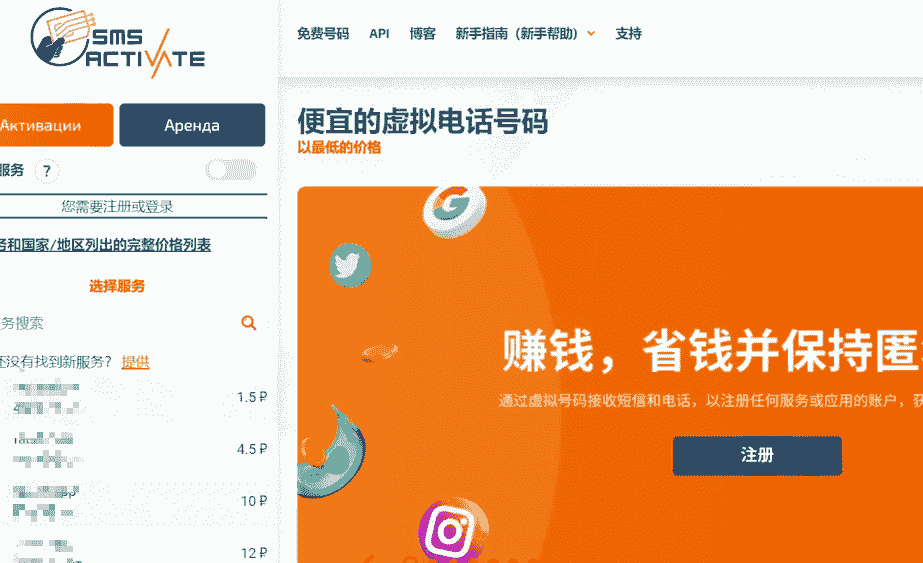 SMS
ACTIVATE
免费号码 API 博客 新手指南（新手帮助） 支持
Активации Аренда
服务 ?
您需要注册或登录
务和国家/地区列出的完整价格列表
选择服务
务搜索
还没有找到新服务？ 提供
1.5 ₽
4.5 ₽
10 ₽
12 ₽
便宜的虚拟电话号码
以最低的价格
赚钱，省钱并保持匿
通过虚拟号码接收短信和电话，以注册任何服务或应用的账户，获
注册